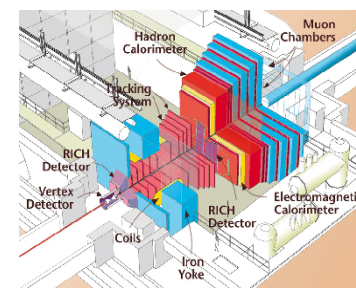 Hadron
Calorimeter
Muon
Chambers
Tracking
System
RICH
Detector
Vertex
Detector
Coils
Iron
Yoke
RICH
Detector
Electromagneti
Calorimeter